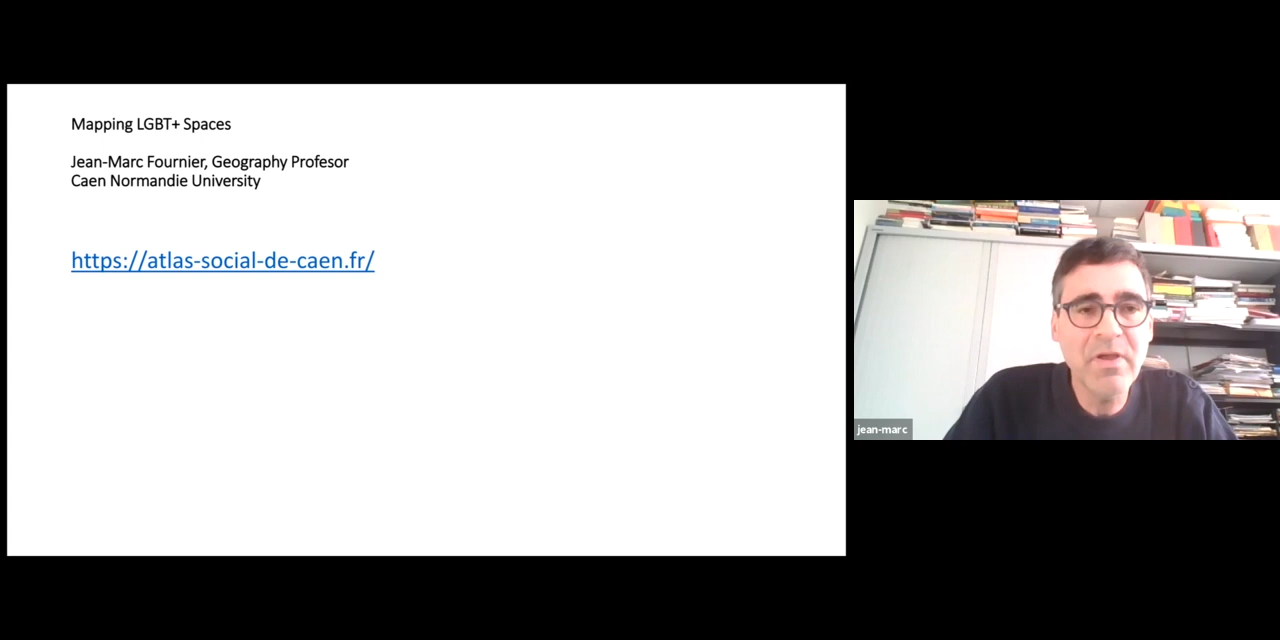 Mapping LGBT+ Spaces
Jean-Marc Fournier, Geography Profesor
Caen Normandie University
https://atlas-social-de-caen.fr/
jean-marc